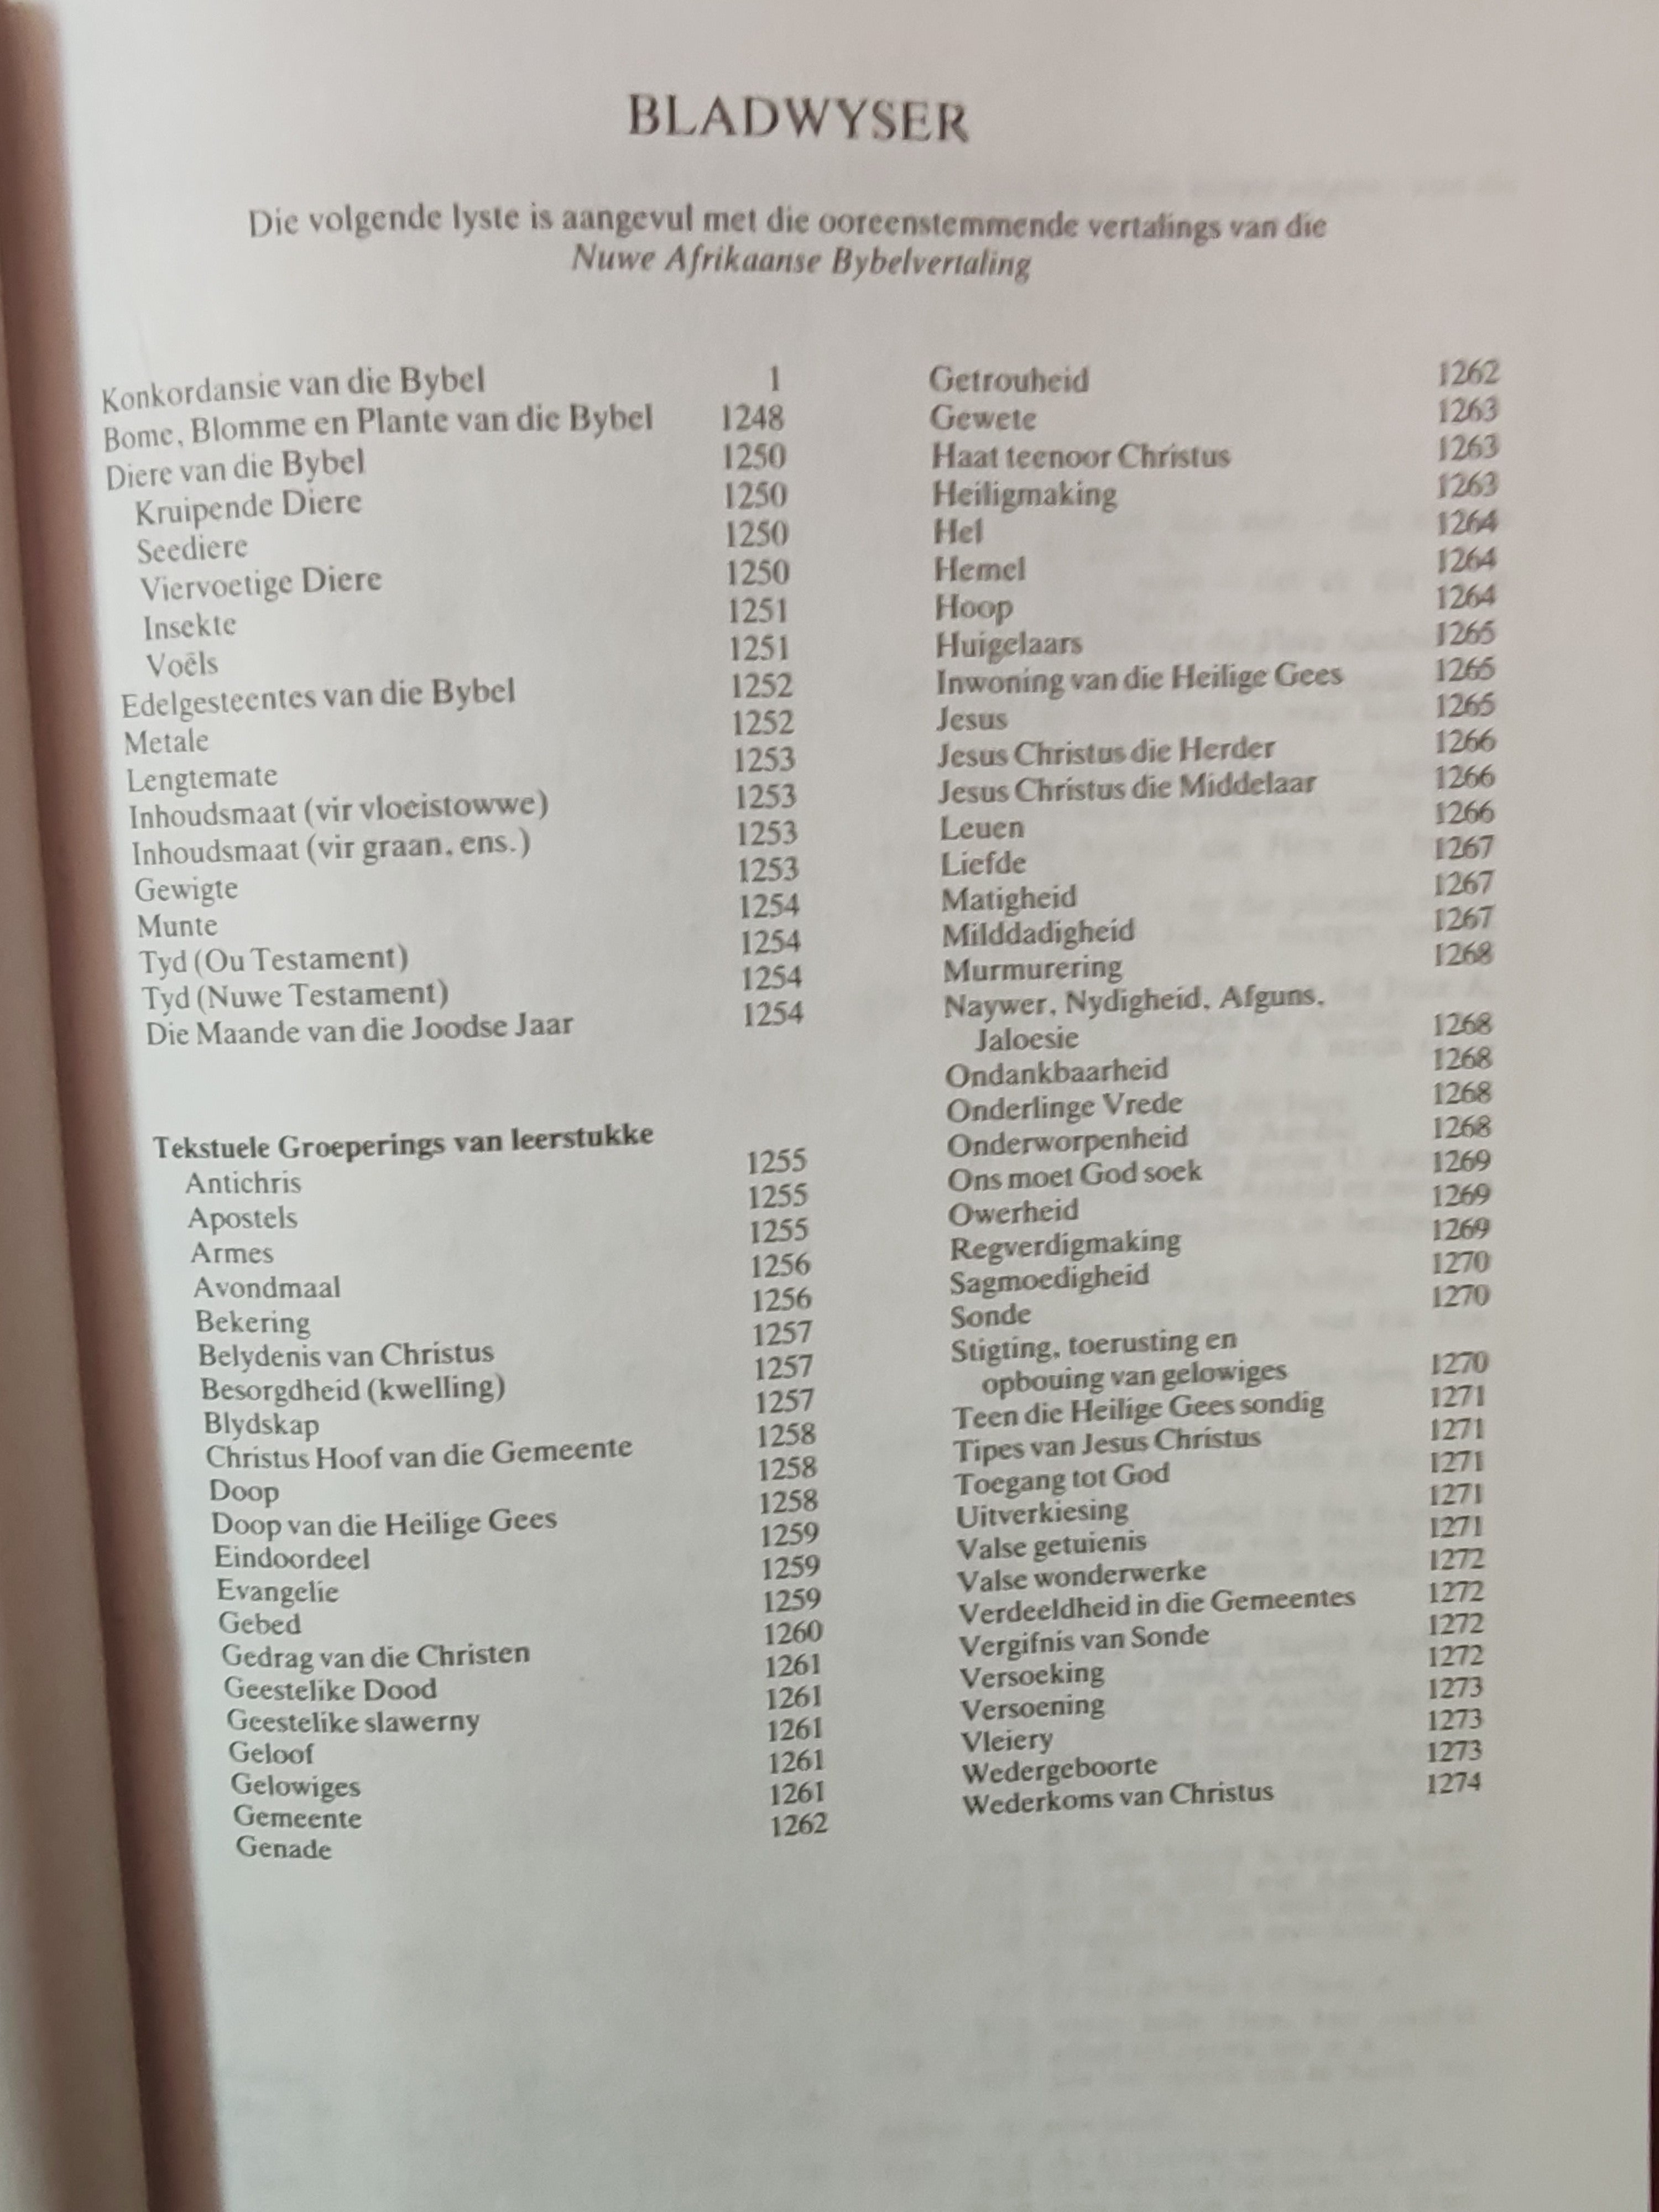 BLADWYSER
Die volgende lyste is aangevul met die ooreenstemmende vertalings van die
Nuwe Afrikaanse Bybelvertaling
Konkordansie van die Bybel 1
Bome, Blomme en Plante van die Bybel 1248
Diere van die Bybel 1250
Kruipende Diere 1250
Seediere 1250
Viervoetige Diere 1250
Insekte 1251
Voëls 1251
Edelgesteentes van die Bybel 1252
Metale 1252
Lengtemate 1253
Inhoudsmaat (vir vloeistowwe) 1253
Inhoudsmaat (vir graan, ens.) 1253
Gewigte 1253
Munte 1254
Tyd (Ou Testament) 1254
Tyd (Nuwe Testament) 1254
Die Maande van die Joodse Jaar 1254
Tekstuele Groeperings van leerstukke
Antichris 1255
Apostels 1255
Armes 1255
Avondmaal 1256
Bekering 1256
Belydenis van Christus 1257
Besorgdheid (kwelling) 1257
Blydskap 1257
Christus Hoof van die Gemeente 1258
Doop 1258
Doop van die Heilige Gees 1258
Eindoordeel 1259
Evangelie 1259
Gebed 1259
Gedrag van die Christen 1260
Geestelike Dood 1261
Geestelike slawerny 1261
Geloof 1261
Gelowiges 1261
Gemeente 1261
Genade 1262
Getrouheid 1262
Gewete 1263
Haat teenoor Christus 1263
Heiligmaking 1263
Hel 1264
Hemel 1264
Hoop 1264
Huigelaars 1265
Inwoning van die Heilige Gees 1265
Jesus 1265
Jesus Christus die Herder 1266
Jesus Christus die Middelaar 1266
Leuen 1266
Liefde 1267
Matigheid 1267
Milddadigheid 1267
Murmurering 1268
Naywer, Nydigheid, Afguns,
Jaloesie 1268
Ondankbaarheid 1268
Onderlinge Vrede 1268
Onderworpenheid 1268
Ons moet God soek 1269
Owerheid 1269
Regverdigmaking 1269
Sagmoedigheid 1270
Sonde 1270
Stigting, toerusting en
opbouing van gelowiges 1270
Teen die Heilige Gees sondig 1271
Tipes van Jesus Christus 1271
Toegang tot God 1271
Uitverkiesing 1271
Valse getuienis 1271
Valse wonderwerke 1272
Verdeeldheid in die Gemeentes 1272
Vergifnis van Sonde 1272
Versoeking 1272
Versoening 1273
Vleiery 1273
Wedergeboorte 1273
Wederkoms van Christus 1274